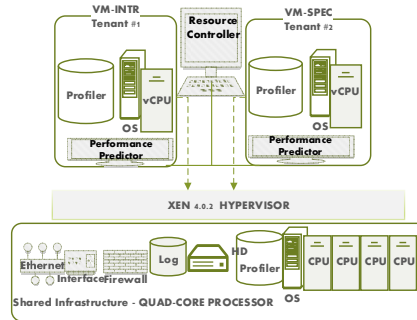 VM-INTR
Tenant #1
Resource
Controller
VM-SPEC
Tenant #2
Profiler
vCPU
OS
Performance
Predictor
Profiler
vCPU
OS
Performance
Predictor
XEN 4.0.2 HYPERVISOR
Ethernet
Interface
Firewall
Log
HD
Profiler
OS
CPU
CPU
CPU
CPU
Shared Infrastructure - QUAD-CORE PROCESSOR